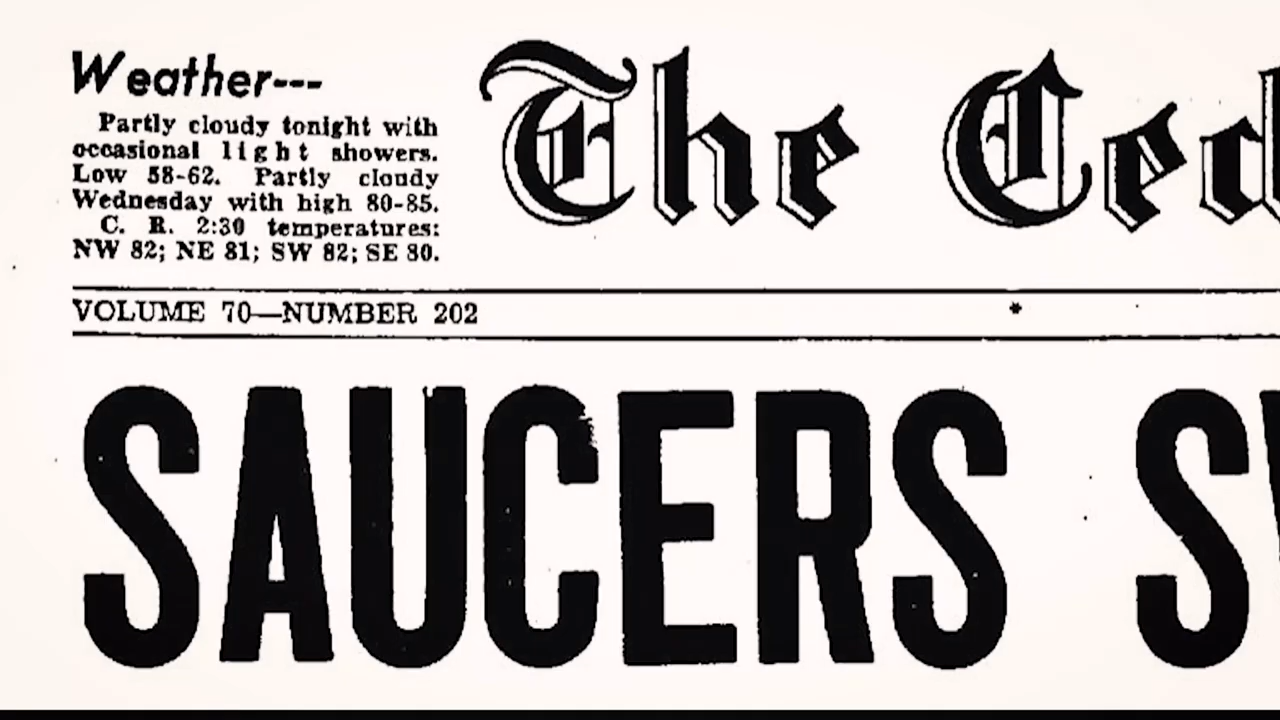 Weather---
Partly cloudy tonight with
occasional light showers.
Low 58-62. Partly cloudy
Wednesday with high 80-85.
C. R. 2:30 temperatures:
NW 82; NE 81; SW 82; SE 80.
The Ced
VOLUME 70—NUMBER 202
*
SAUCERS SW